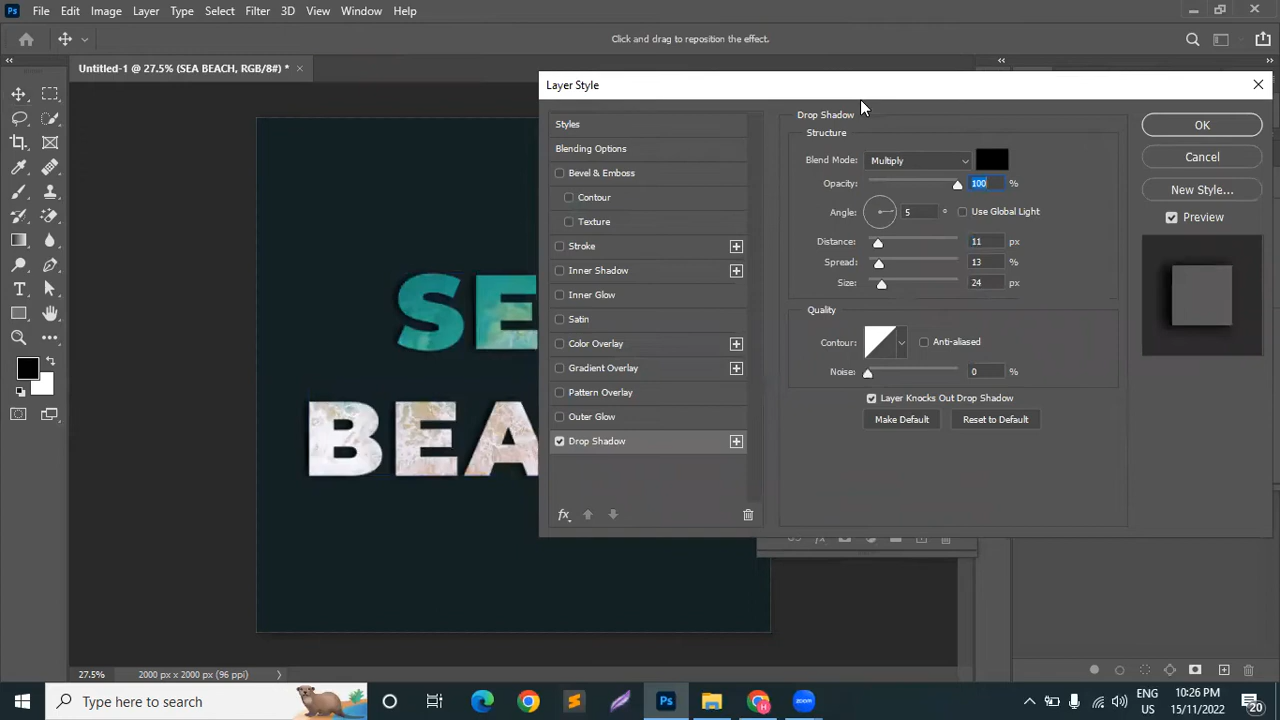 Ps File Edit Image Layer Type Select Filter 3D View Window Help
Click and drag to reposition the effect.
Untitled-1 @ 27.5% (SEA BEACH, RGB/8#) *
Layer Style
Styles
Blending Options
Bevel & Emboss
Contour
Texture
Stroke
Inner Shadow
Inner Glow
Satin
Color Overlay
Gradient Overlay
Pattern Overlay
Outer Glow
Drop Shadow
fx
Drop Shadow
Structure
Blend Mode: Multiply
Opacity: 100 %
Angle: 5 ° Use Global Light
Distance: 11 px
Spread: 13 %
Size: 24 px
Quality
Contour: Anti-aliased
Noise: 0 %
Layer Knocks Out Drop Shadow
Make Default Reset to Default
OK
Cancel
New Style...
Preview
SE
BEA
27.5% 2000 px x 2000 px (96 ppi)
Type here to search
Ps
H
zoom
ENG
US
10:26 PM
15/11/2022
20